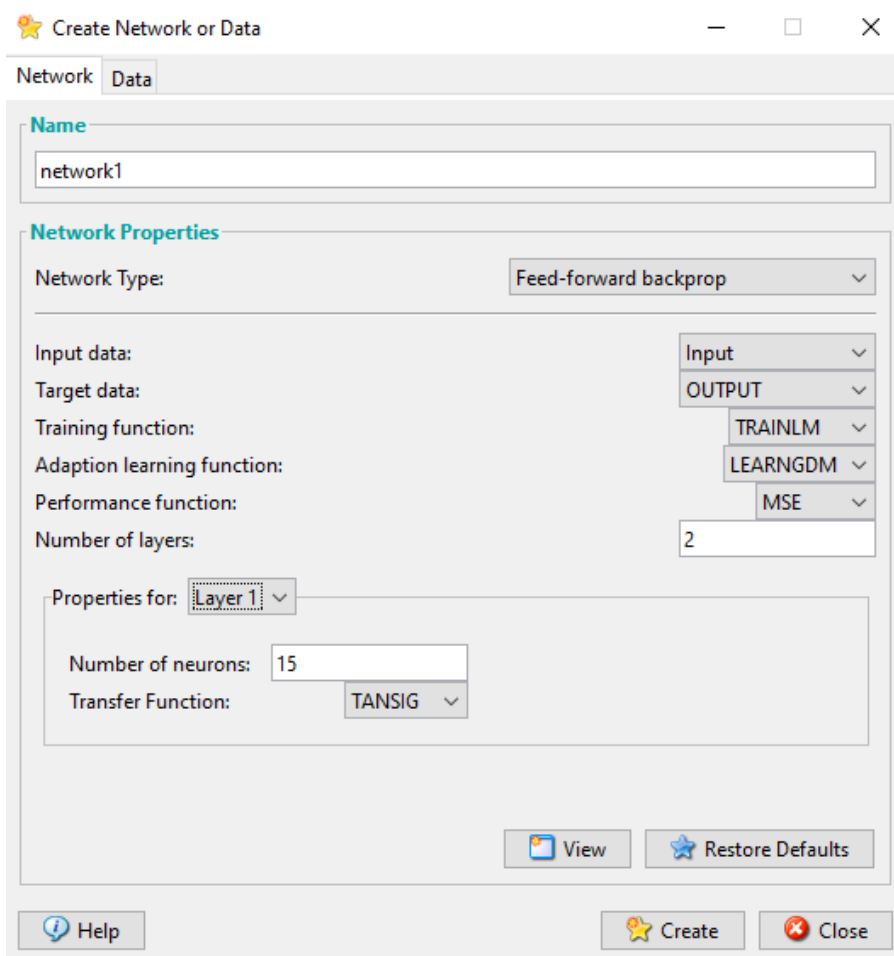 Create Network or Data
Network Data
Name
network1
Network Properties
Network Type: Feed-forward backprop
Input data: Input
Target data: OUTPUT
Training function: TRAINLM
Adaption learning function: LEARNGDM
Performance function: MSE
Number of layers: 2
Properties for: Layer 1
Number of neurons: 15
Transfer Function: TANSIG
View Restore Defaults
Help Create Close